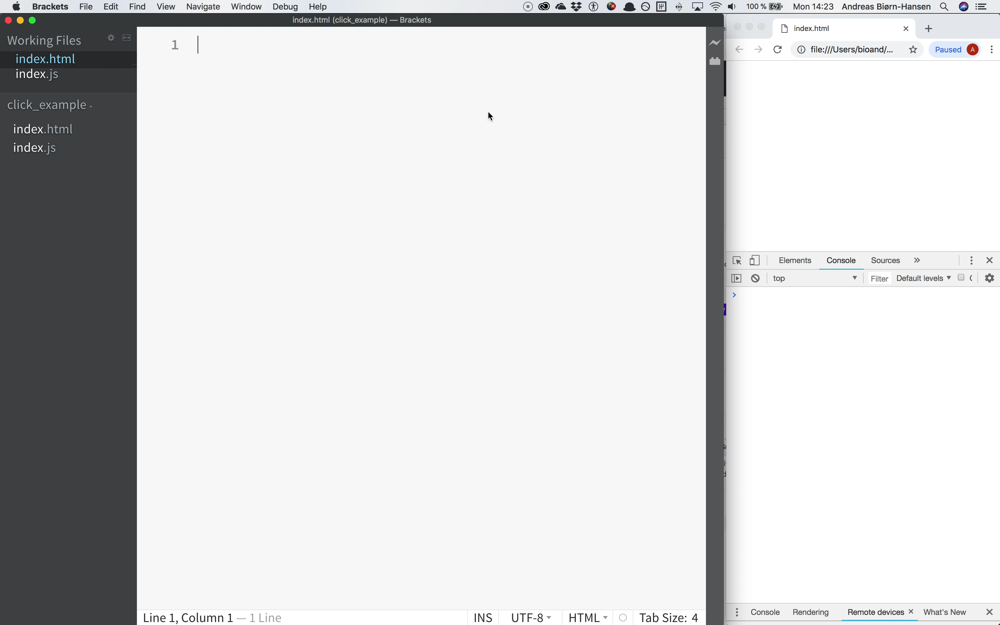 Brackets File Edit Find View Navigate Window Debug Help 100 % Mon 14:23 Andreas Biørn-Hansen
index.html (click_example) — Brackets
Working Files
index.html
index.js
click_example
index.html
index.js
1
Line 1, Column 1 — 1 Line
INS UTF-8 HTML Tab Size: 4
index.html
file:///Users/bioand/... Paused A
Elements Console Sources
top Filter Default levels
Console Rendering Remote devices What's New